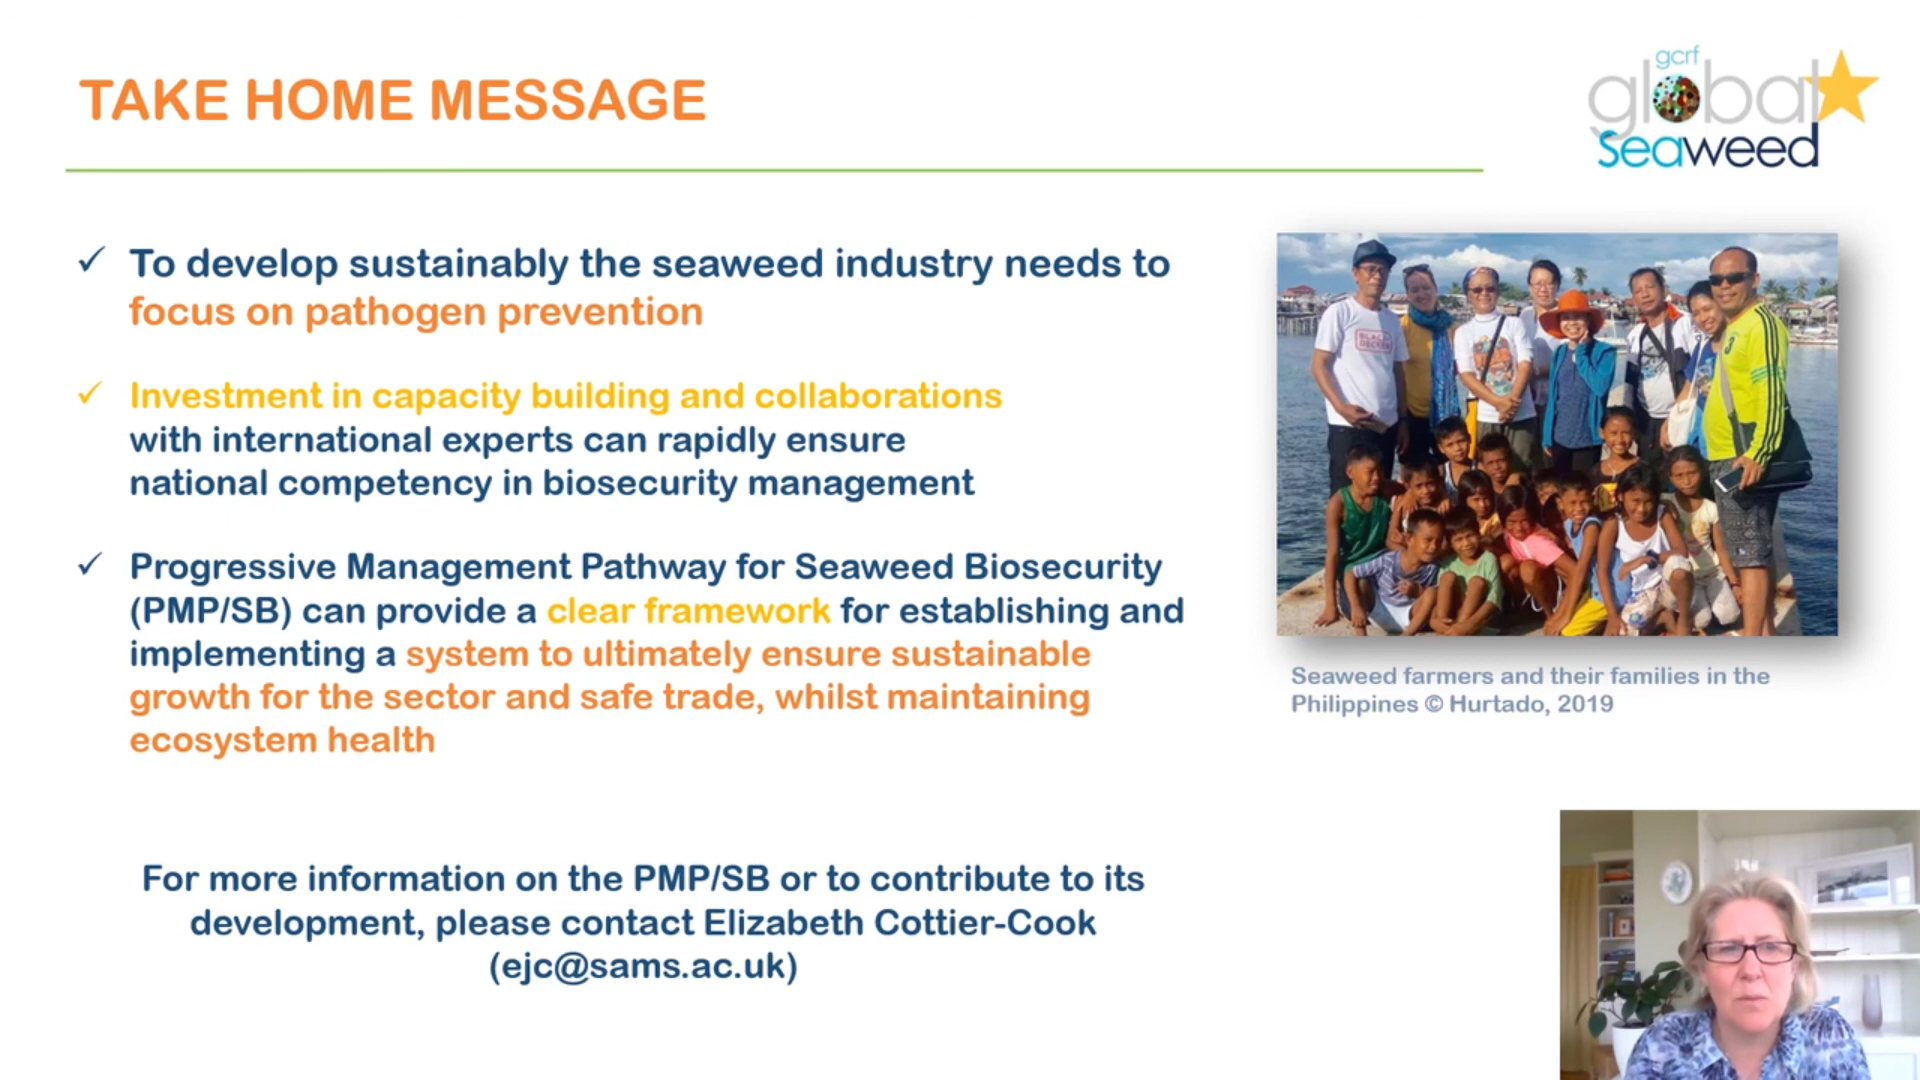 TAKE HOME MESSAGE
gcrf
global
Seaweed
✓ To develop sustainably the seaweed industry needs to
focus on pathogen prevention
✓ Investment in capacity building and collaborations
with international experts can rapidly ensure
national competency in biosecurity management
✓ Progressive Management Pathway for Seaweed Biosecurity
(PMP/SB) can provide a clear framework for establishing and
implementing a system to ultimately ensure sustainable
growth for the sector and safe trade, whilst maintaining
ecosystem health
Seaweed farmers and their families in the
Philippines © Hurtado, 2019
For more information on the PMP/SB or to contribute to its
development, please contact Elizabeth Cottier-Cook
(ejc@sams.ac.uk)